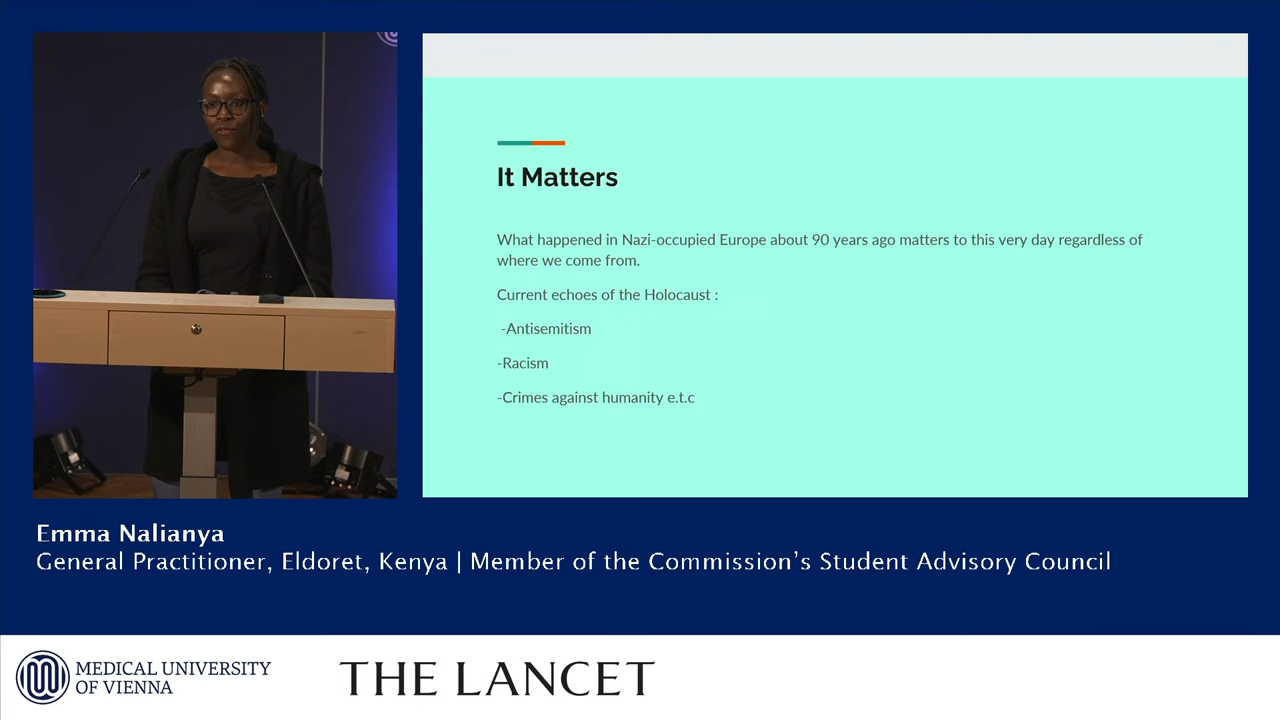 It Matters
What happened in Nazi-occupied Europe about 90 years ago matters to this very day regardless of
where we come from.
Current echoes of the Holocaust :
-Antisemitism
-Racism
-Crimes against humanity e.t.c
Emma Nalianya
General Practitioner, Eldoret, Kenya | Member of the Commission’s Student Advisory Council
MEDICAL UNIVERSITY
OF VIENNA
THE LANCET